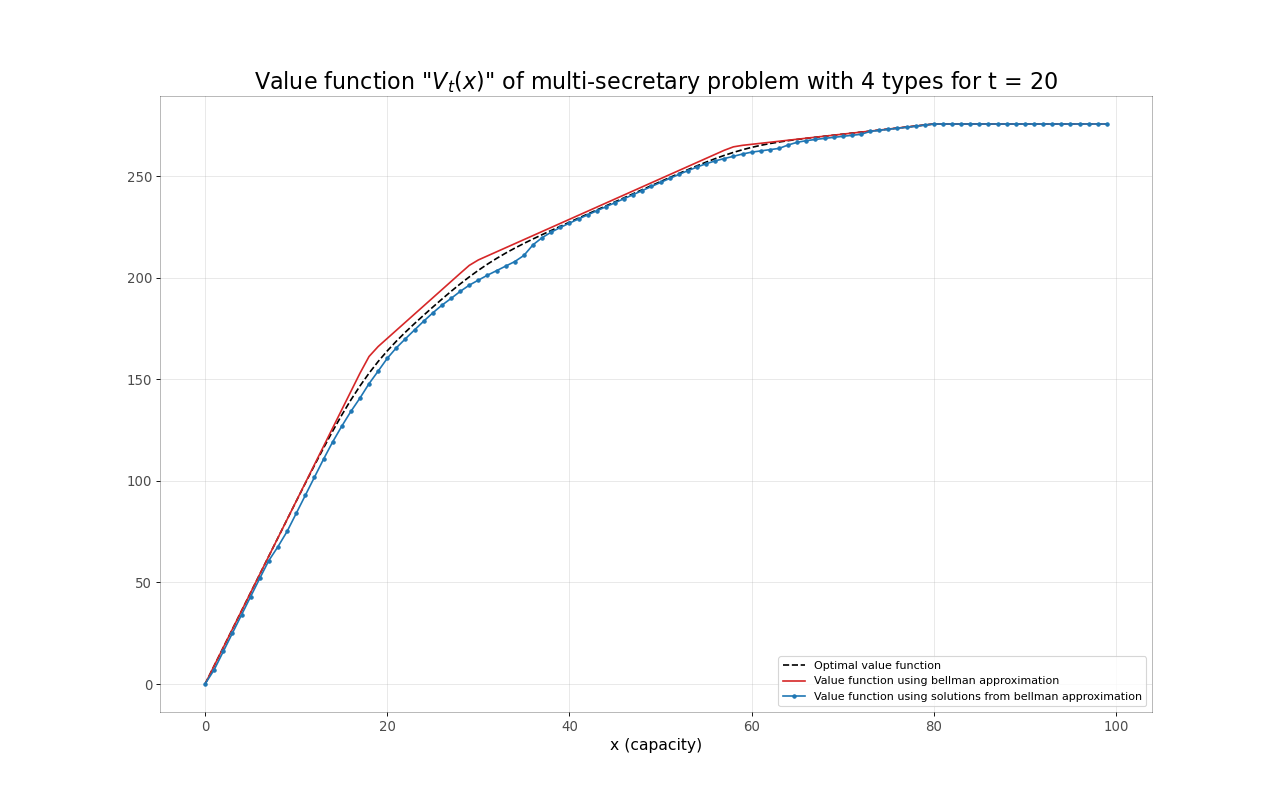 Value function "V_t(x)" of multi-secretary problem with 4 types for t = 20
250
200
150
100
50
0
0 20 40 60 80 100
x (capacity)
Optimal value function
Value function using bellman approximation
Value function using solutions from bellman approximation